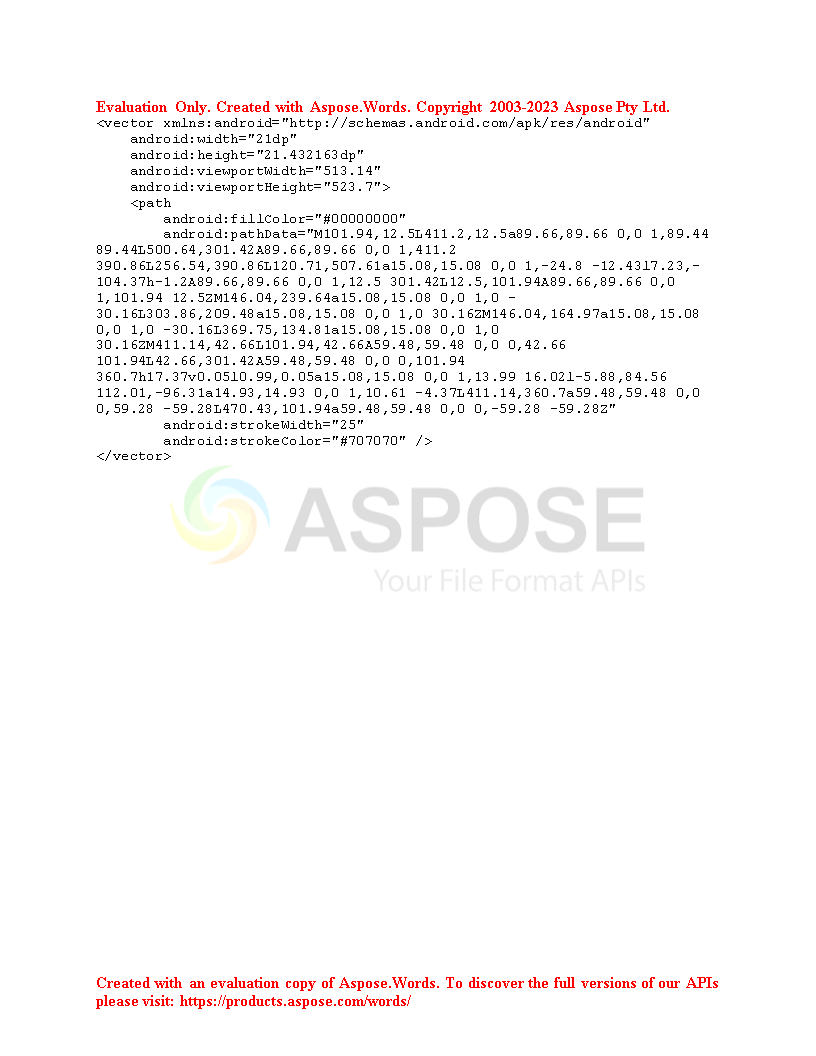 Evaluation Only. Created with Aspose.Words. Copyright 2003-2023 Aspose Pty Ltd.
<vector xmlns:android="http://schemas.android.com/apk/res/android"
    android:width="21dp"
    android:height="21.432163dp"
    android:viewportWidth="513.14"
    android:viewportHeight="523.7">
    <path
        android:fillColor="#00000000"
        android:pathData="M101.94,12.5L411.2,12.5a89.66,89.66 0,0 1,89.44
89.44L500.64,301.42A89.66,89.66 0,0 1,411.2
390.86L256.54,390.86L120.71,507.61a15.08,15.08 0,0 1,-24.8 -12.43l7.23,-
104.37h-1.2A89.66,89.66 0,0 1,12.5 301.42L12.5,101.94A89.66,89.66 0,0
1,101.94 12.5ZM146.04,239.64a15.08,15.08 0,0 1,0 -
30.16L303.86,209.48a15.08,15.08 0,0 1,0 30.16ZM146.04,164.97a15.08,15.08
0,0 1,0 -30.16L369.75,134.81a15.08,15.08 0,0 1,0
30.16ZM411.14,42.66L101.94,42.66A59.48,59.48 0,0 0,42.66
101.94L42.66,301.42A59.48,59.48 0,0 0,101.94
360.7h17.37v0.05l0.99,0.05a15.08,15.08 0,0 1,13.99 16.02l-5.88,84.56
112.01,-96.31a14.93,14.93 0,0 1,10.61 -4.37L411.14,360.7a59.48,59.48 0,0
0,59.28 -59.28L470.43,101.94a59.48,59.48 0,0 0,-59.28 -59.28Z"
        android:strokeWidth="25"
        android:strokeColor="#707070" />
</vector>
ASPOSE
Your File Format APIs
Created with an evaluation copy of Aspose.Words. To discover the full versions of our APIs
please visit: https://products.aspose.com/words/